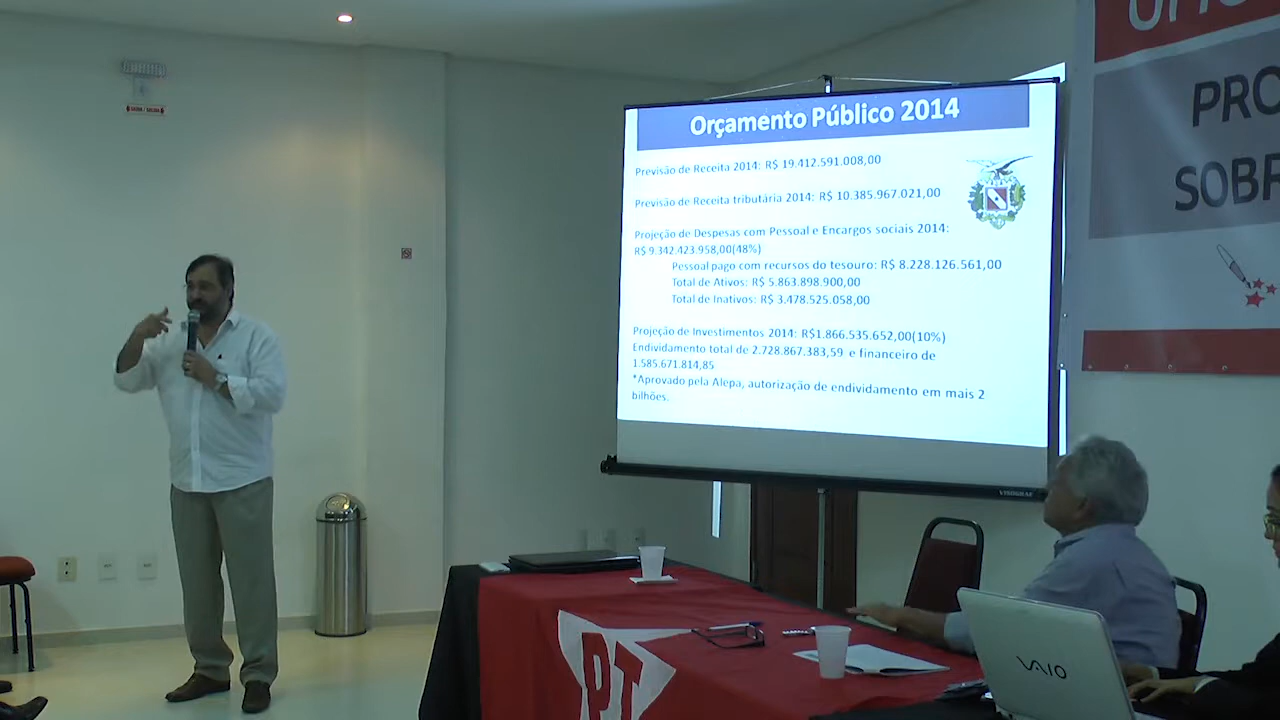 Orçamento Público 2014
Previsão de Receita 2014: R$ 19.412.591.008,00
Previsão de Receita tributária 2014: R$ 10.385.967.021,00
Projeção de Despesas com Pessoal e Encargos sociais 2014:
R$ 9.342.423.958,00(48%)
Pessoal pago com recursos do tesouro: R$ 8.228.126.561,00
Total de Ativos: R$ 5.863.898.900,00
Total de Inativos: R$ 3.478.525.058,00
Projeção de Investimentos 2014: R$1.866.535.652,00(10%)
Endividamento total de 2.728.867.383,59 e financeiro de
1.585.671.814,85
*Aprovado pela Alepa, autorização de endividamento em mais 2
bilhões.
PRO
SOBR
PT
VAIO